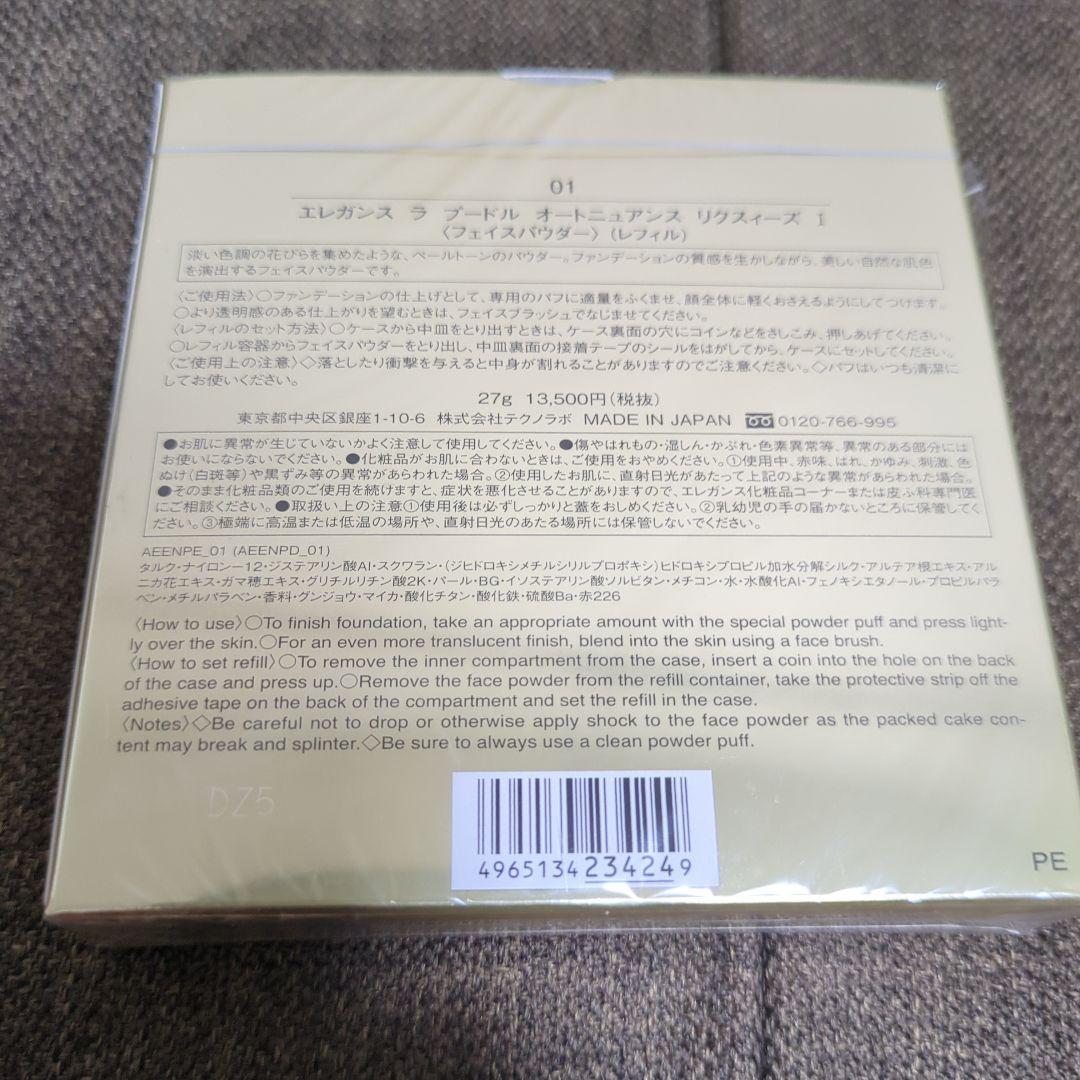 01
エレガンス ラ プードル オートニュアンス リクスィーズ I
〈フェイスパウダー〉(レフィル)
淡い色調の花びらを集めたような、ペールトーンのパウダー。ファンデーションの質感を生かしながら、美しい自然な肌色
を演出するフェイスパウダーです。
〈ご使用法〉○ファンデーションの仕上げとして、専用のパフに適量をふくませ、顔全体に軽くおさえるようにしてつけます。
○より透明感のある仕上がりを望むときは、フェイスブラッシュでなじませてください。
〈レフィルのセット方法〉○ケースから中皿をとり出すときは、ケース裏面の穴にコインなどをさしこみ、押しあげてください。
○レフィル容器からフェイスパウダーをとり出し、中皿裏面の接着テープのシールをはがしてから、ケースにセットしてください。
〈ご使用上の注意〉◇落としたり衝撃を与えると中身が割れることがありますのでご注意ください。◇パフはいつも清潔に
してお使いください。
27g 13,500円(税抜)
東京都中央区銀座1-10-6 株式会社テクノラボ MADE IN JAPAN 0120-766-995
●お肌に異常が生じていないかよく注意して使用してください。●傷やはれもの・湿しん・かぶれ・色素異常等、異常のある部分には
お使いにならないでください。●化粧品がお肌に合わないときは、ご使用をおやめください。①使用中、赤味、はれ、かゆみ、刺激、色
ぬけ(白斑等)や黒ずみ等の異常があらわれた場合。②使用したお肌に、直射日光があたって上記のような異常があらわれた場合。
●そのまま化粧品類のご使用を続けますと、症状を悪化させることがありますので、エレガンス化粧品コーナーまたは皮ふ科専門医
にご相談ください。●取扱い上の注意①使用後は必ずしっかりと蓋をおしめください。②乳幼児の手の届かないところに保管してく
ださい。③極端に高温または低温の場所や、直射日光のあたる場所には保管しないでください。
AEENPE_01 (AEENPD_01)
タルク・ナイロン-12・ジステアリン酸Al・スクワラン・(ジヒドロキシメチルシリルプロポキシ)ヒドロキシプロピル加水分解シルク・アルテア根エキス・アル
ニカ花エキス・ガマ穂エキス・グリチルリチン酸2K・パール・BG・イソステアリン酸ソルビタン・メチコン・水・水酸化Al・フェノキシエタノール・プロピルパラ
ベン・メチルパラベン・香料・グンジョウ・マイカ・酸化チタン・酸化鉄・硫酸Ba・赤226
〈How to use〉○To finish foundation, take an appropriate amount with the special powder puff and press light-
ly over the skin.○For an even more translucent finish, blend into the skin using a face brush.
〈How to set refill〉○To remove the inner compartment from the case, insert a coin into the hole on the back
of the case and press up.○Remove the face powder from the refill container, take the protective strip off the
adhesive tape on the back of the compartment and set the refill in the case.
〈Notes〉◇Be careful not to drop or otherwise apply shock to the face powder as the packed cake con-
tent may break and splinter.◇Be sure to always use a clean powder puff.
DZ5
4965134234249
PE